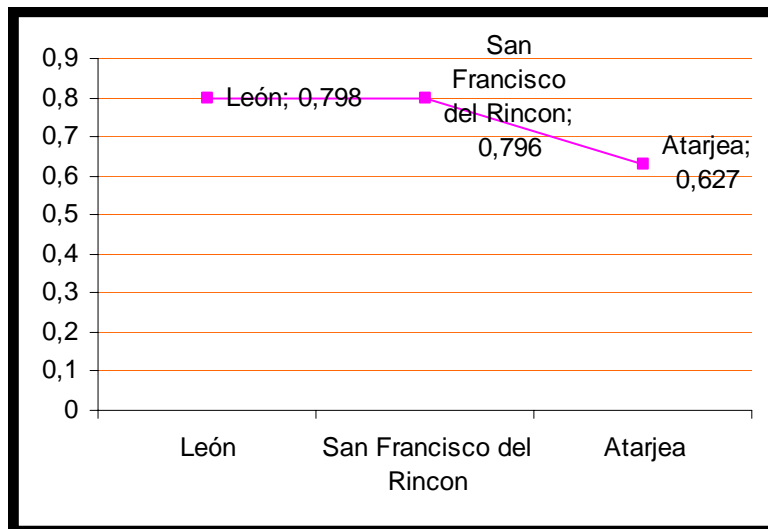 0,9
0,8
0,7
0,6
0,5
0,4
0,3
0,2
0,1
0
León; 0,798
San
Francisco
del Rincon;
0,796
Atarjea;
0,627
León
San Francisco del
Rincon
Atarjea